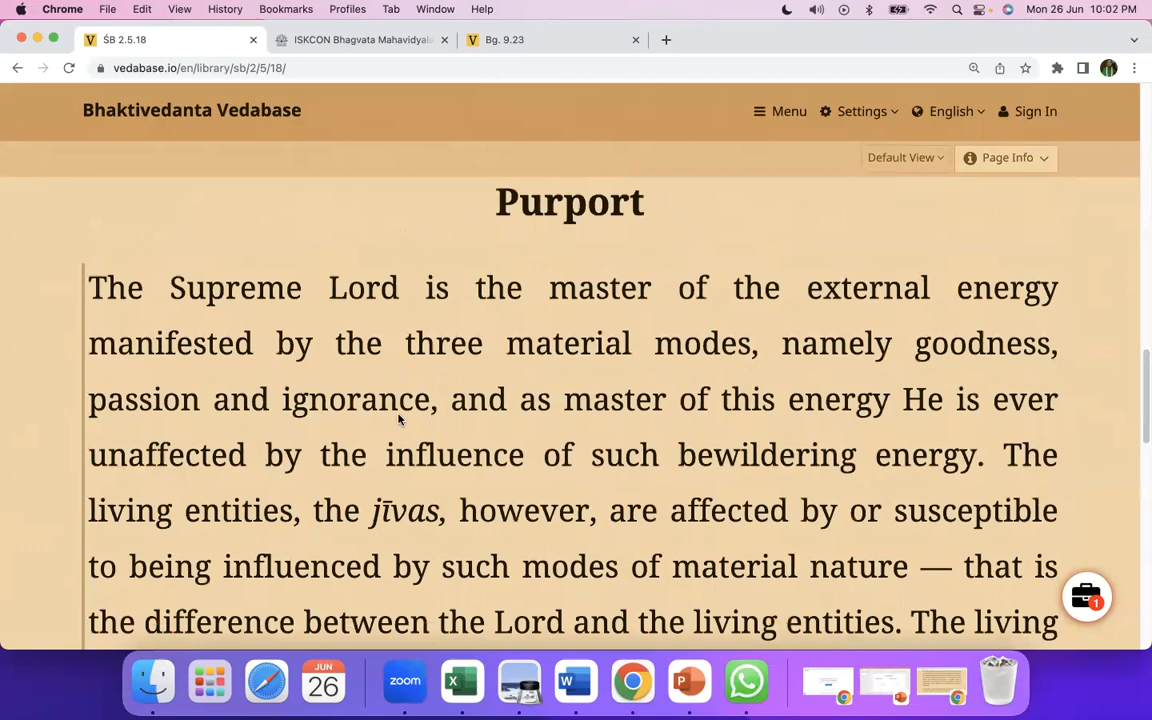 Chrome File Edit View History Bookmarks Profiles Tab Window Help Mon 26 Jun 10:02 PM
ŚB 2.5.18 ISKCON Bhagvata Mahavidyala Bg. 9.23
vedabase.io/en/library/sb/2/5/18/
Bhaktivedanta Vedabase Menu Settings English Sign In
Default View Page Info
Purport
The Supreme Lord is the master of the external energy
manifested by the three material modes, namely goodness,
passion and ignorance, and as master of this energy He is ever
unaffected by the influence of such bewildering energy. The
living entities, the jīvas, however, are affected by or susceptible
to being influenced by such modes of material nature — that is
the difference between the Lord and the living entities. The living
1
JUN
26
zoom